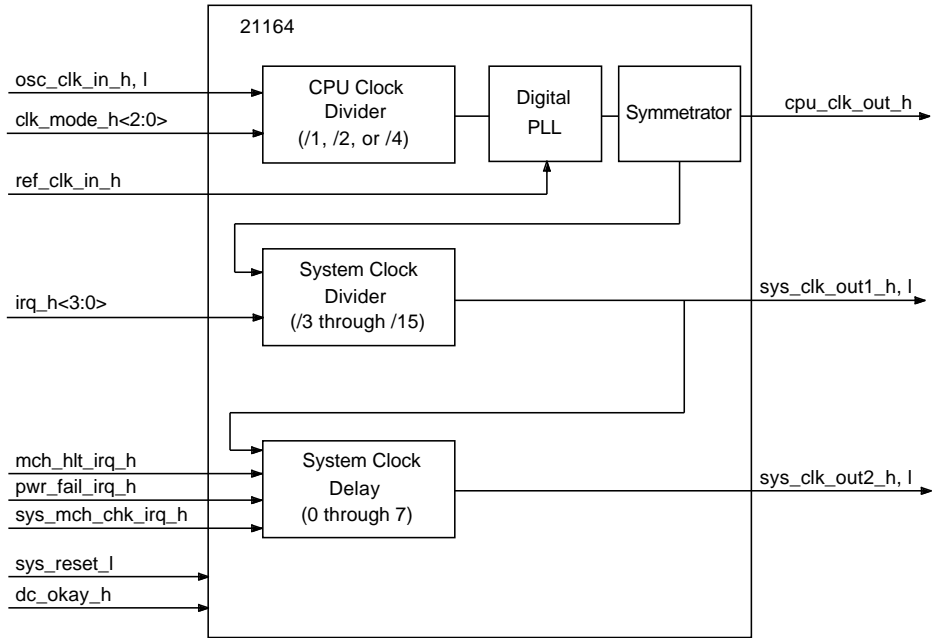 21164
osc_clk_in_h, l
clk_mode_h<2:0>
ref_clk_in_h
CPU Clock
Divider
(/1, /2, or /4)
Digital
PLL
Symmetrator
cpu_clk_out_h
irq_h<3:0>
System Clock
Divider
(/3 through /15)
sys_clk_out1_h, l
mch_hlt_irq_h
pwr_fail_irq_h
sys_mch_chk_irq_h
System Clock
Delay
(0 through 7)
sys_clk_out2_h, l
sys_reset_l
dc_okay_h